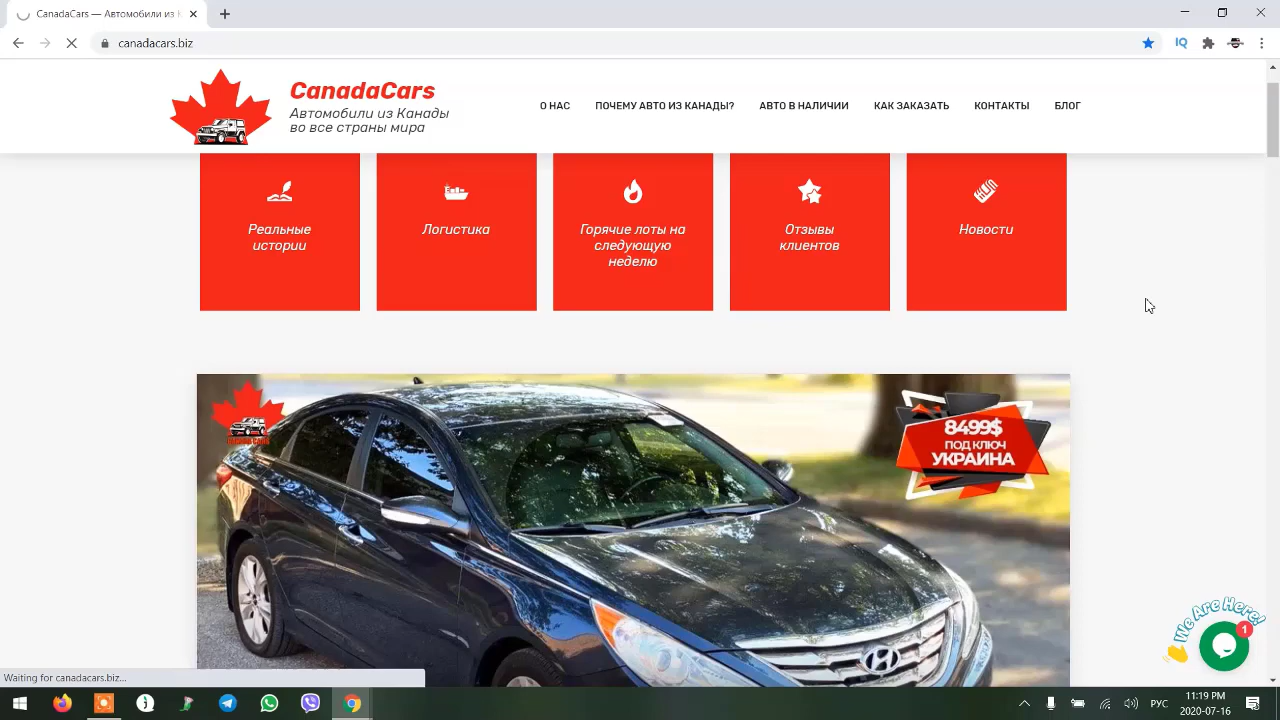 CanadaCars - Автомобили из К
canadacars.biz
IQ
CanadaCars
Автомобили из Канады
во все страны мира
О НАС
ПОЧЕМУ АВТО ИЗ КАНАДЫ?
АВТО В НАЛИЧИИ
КАК ЗАКАЗАТЬ
КОНТАКТЫ
БЛОГ
Реальные
истории
Логистика
Горячие лоты на
следующую
неделю
Отзывы
клиентов
Новости
CANADA CARS
8499$
ПОД КЛЮЧ
УКРАИНА
We Are Here!
1
Waiting for canadacars.biz...
РУС
11:19 PM
2020-07-16